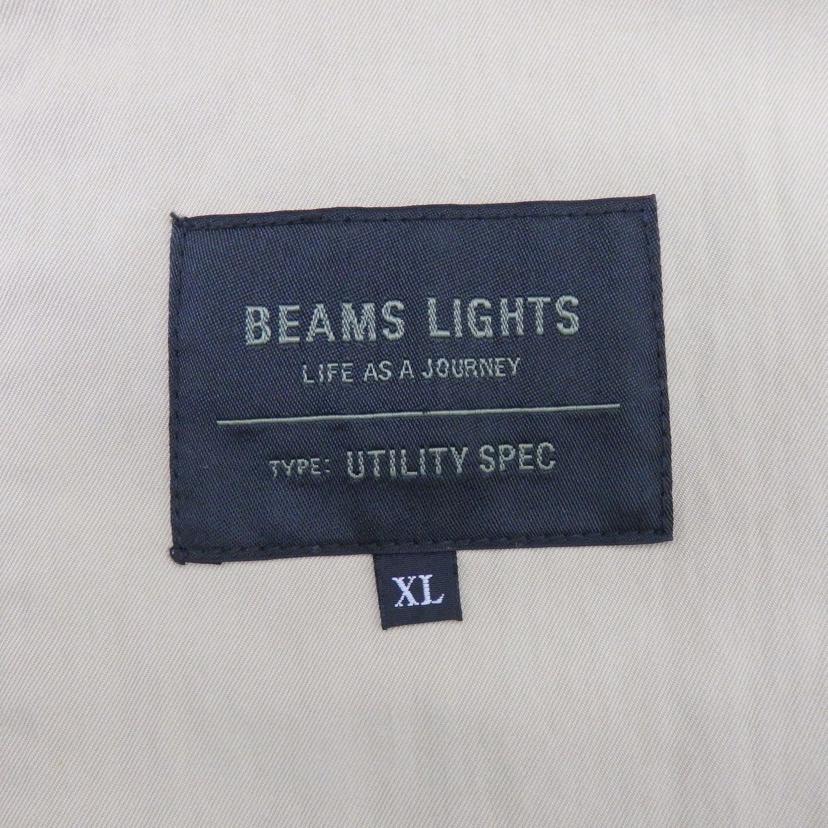 BEAMS LIGHTS
LIFE AS A JOURNEY
TYPE: UTILITY SPEC
XL